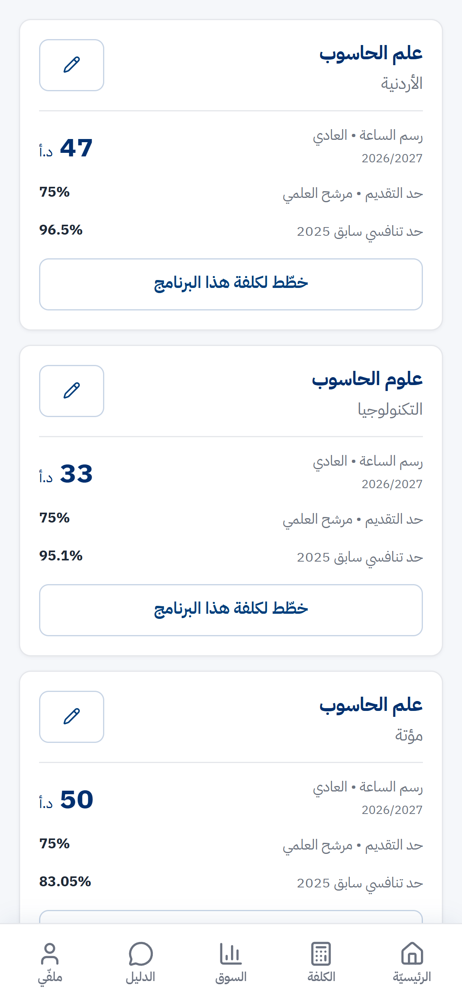 علم الحاسوب
الأردنية
رسم الساعة • العادي
2026/2027
47 د.أ
حد التقديم • مرشح العلمي
75%
حد تنافسي سابق 2025
96.5%
خطّط لكلفة هذا البرنامج
علوم الحاسوب
التكنولوجيا
رسم الساعة • العادي
2026/2027
33 د.أ
حد التقديم • مرشح العلمي
75%
حد تنافسي سابق 2025
95.1%
خطّط لكلفة هذا البرنامج
علم الحاسوب
مؤتة
رسم الساعة • العادي
2026/2027
50 د.أ
حد التقديم • مرشح العلمي
75%
حد تنافسي سابق 2025
83.05%
الرئيسيّة
الكلفة
السوق
الدليل
ملفّي